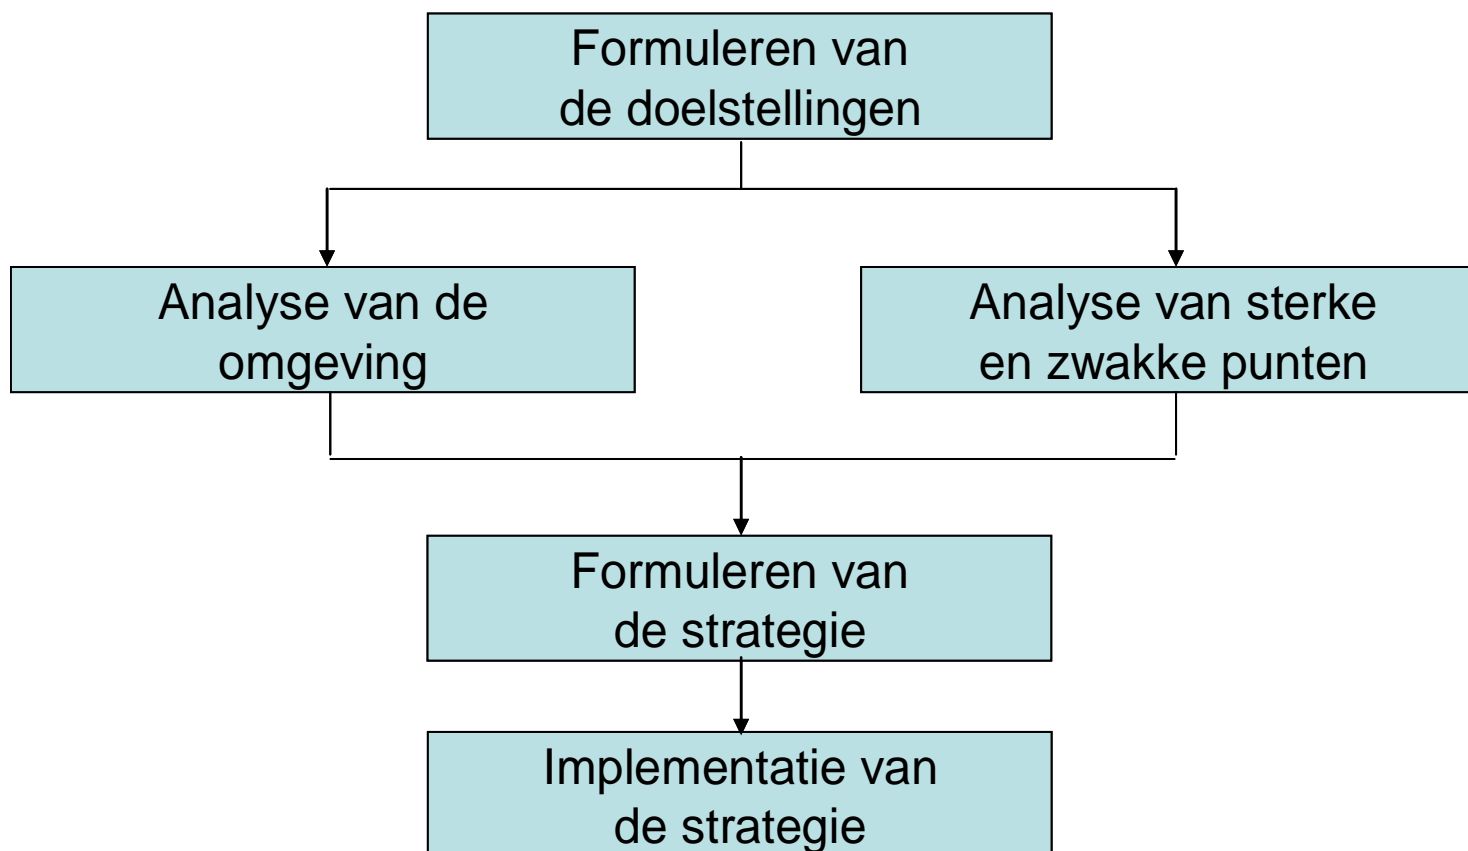 Formuleren van
de doelstellingen
Analyse van de
omgeving
Analyse van sterke
en zwakke punten
Formuleren van
de strategie
Implementatie van
de strategie